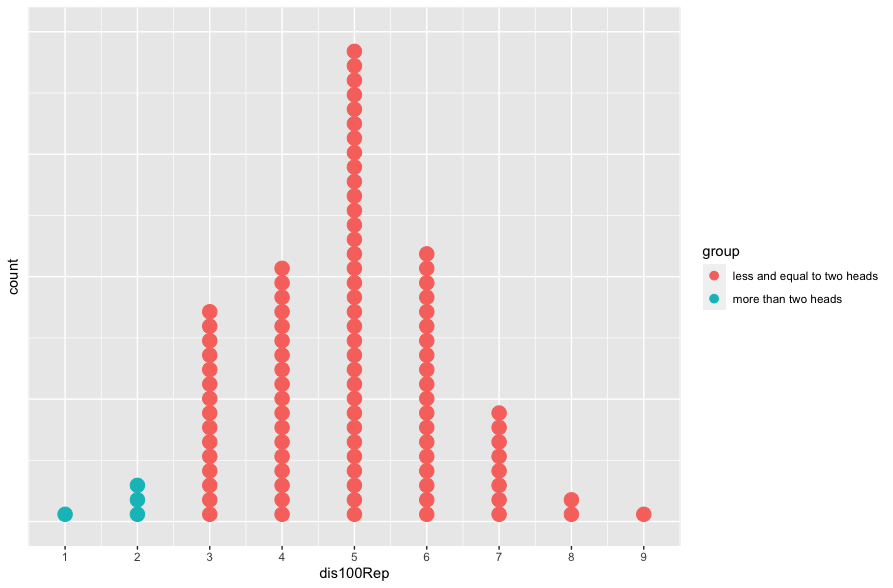 count
1 2 3 4 5 6 7 8 9
dis100Rep
group
less and equal to two heads
more than two heads